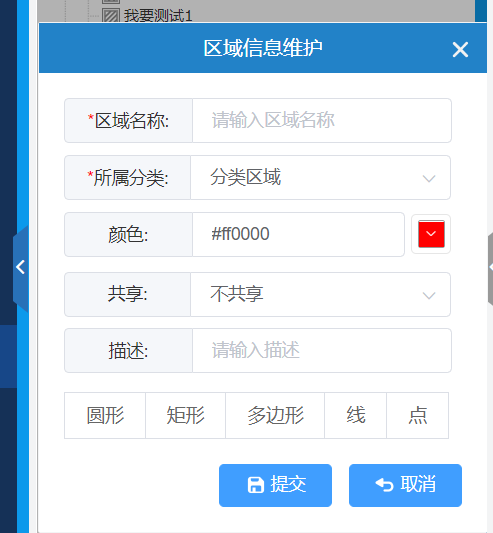 我要测试1
区域信息维护
*区域名称: 请输入区域名称
*所属分类: 分类区域
颜色: #ff0000
共享: 不共享
描述: 请输入描述
圆形 矩形 多边形 线 点
提交 取消